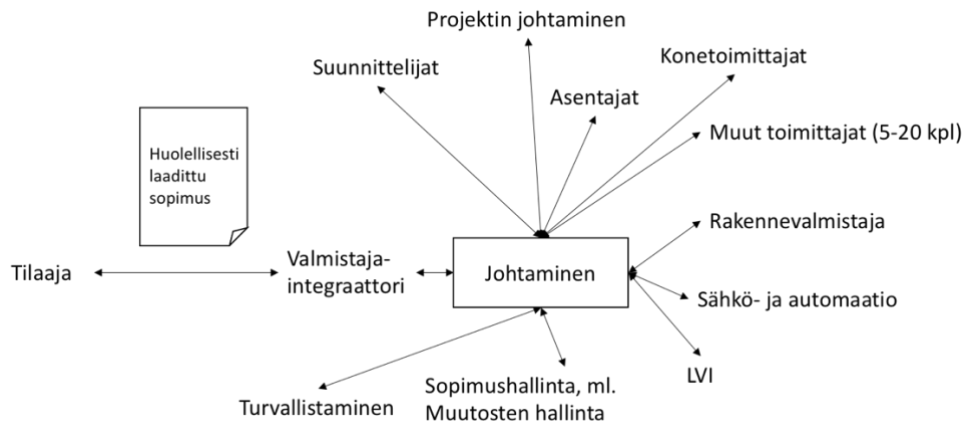 Projektin johtaminen
Suunnittelijat
Konetoimittajat
Asentajat
Muut toimittajat (5-20 kpl)
Huolellisesti
laadittu
sopimus
Rakennevalmistaja
Tilaaja
Valmistaja-
integraattori
Johtaminen
Sähkö- ja automaatio
LVI
Turvallistaminen
Sopimushallinta, ml.
Muutosten hallinta